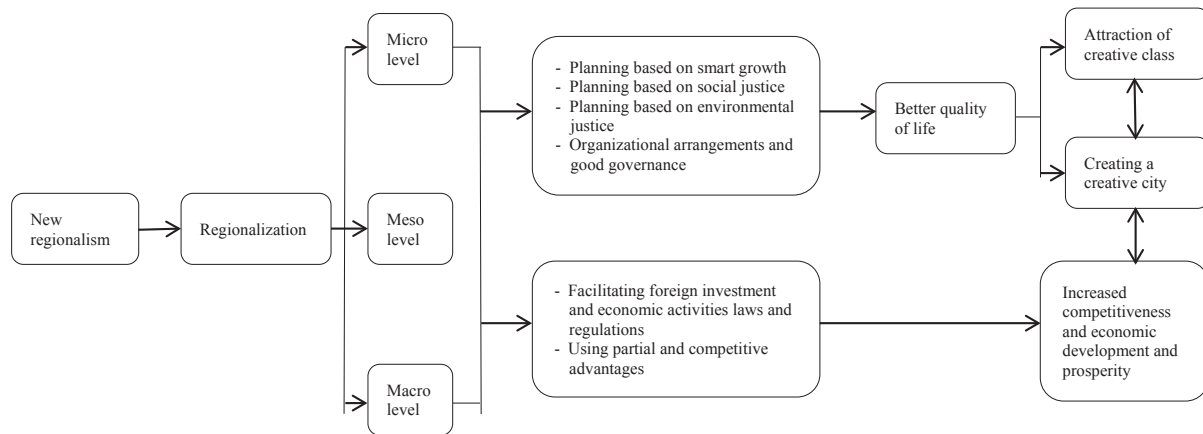 New
regionalism
Regionalization
Micro
level
Meso
level
Macro
level
- Planning based on smart growth
- Planning based on social justice
- Planning based on environmental
justice
- Organizational arrangements and
good governance
- Facilitating foreign investment
and economic activities laws and
regulations
- Using partial and competitive
advantages
Better quality
of life
Attraction of
creative class
Creating a
creative city
Increased
competitiveness
and economic
development and
prosperity